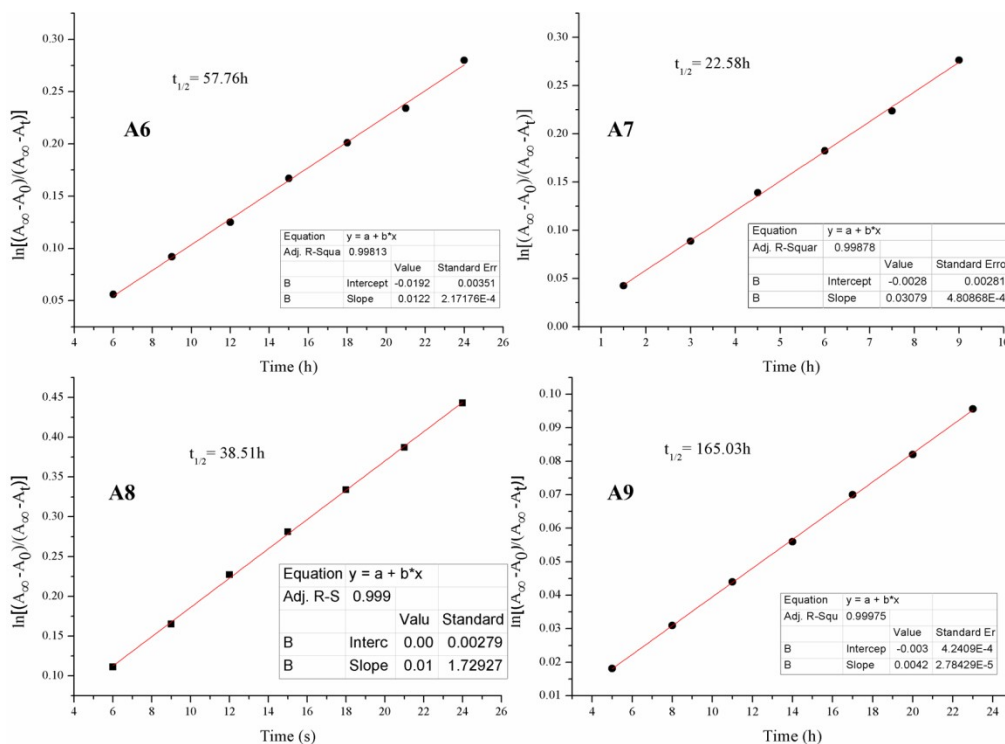 ln[(A∞ -A0)/(A∞ -At)]
0.30
0.25
0.20
0.15
0.10
0.05
t1/2= 57.76h
A6
Equation y = a + b*x
Adj. R-Squa 0.99813
Value Standard Err
B Intercept -0.0192 0.00351
B Slope 0.0122 2.17176E-4
4 6 8 10 12 14 16 18 20 22 24 26
Time (h)
ln[(A∞ -A0)/(A∞ -At)]
0.30
0.25
0.20
0.15
0.10
0.05
0.00
t1/2= 22.58h
A7
Equation y = a + b*x
Adj. R-Squar 0.99878
Value Standard Erro
B Intercept -0.0028 0.00281
B Slope 0.03079 4.80868E-4
1 2 3 4 5 6 7 8 9 10
Time (h)
ln[(A∞ -A0)/(A∞ -At)]
0.45
0.40
0.35
0.30
0.25
0.20
0.15
0.10
t1/2= 38.51h
A8
Equation y = a + b*x
Adj. R-S 0.999
Valu Standard
B Interc 0.00 0.00279
B Slope 0.01 1.72927
4 6 8 10 12 14 16 18 20 22 24 26
Time (s)
ln[(A∞ -A0)/(A∞ -At)]
0.10
0.09
0.08
0.07
0.06
0.05
0.04
0.03
0.02
0.01
t1/2= 165.03h
A9
Equation y = a + b*x
Adj. R-Squ 0.99975
Value Standard Er
B Intercep -0.003 4.2409E-4
B Slope 0.0042 2.78429E-5
4 6 8 10 12 14 16 18 20 22 24
Time (h)